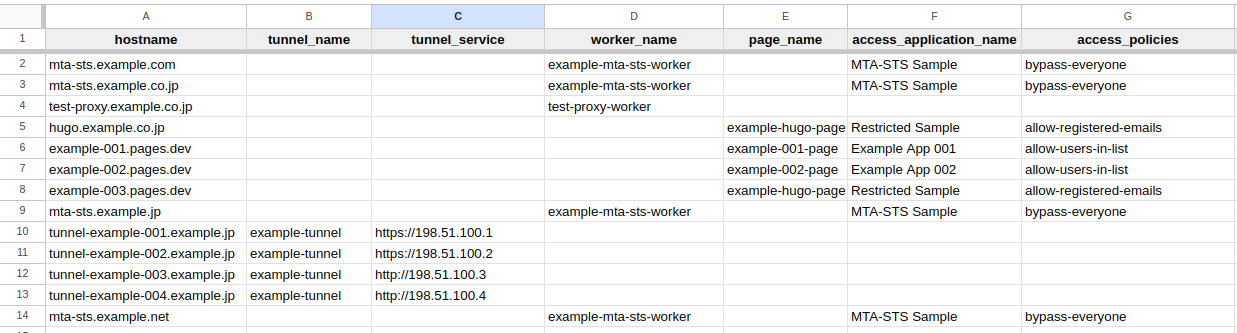 A B C D E F G
1 hostname tunnel_name tunnel_service worker_name page_name access_application_name access_policies
2 mta-sts.example.com example-mta-sts-worker MTA-STS Sample bypass-everyone
3 mta-sts.example.co.jp example-mta-sts-worker MTA-STS Sample bypass-everyone
4 test-proxy.example.co.jp test-proxy-worker
5 hugo.example.co.jp example-hugo-page Restricted Sample allow-registered-emails
6 example-001.pages.dev example-001-page Example App 001 allow-users-in-list
7 example-002.pages.dev example-002-page Example App 002 allow-users-in-list
8 example-003.pages.dev example-hugo-page Restricted Sample allow-registered-emails
9 mta-sts.example.jp example-mta-sts-worker MTA-STS Sample bypass-everyone
10 tunnel-example-001.example.jp example-tunnel https://198.51.100.1
11 tunnel-example-002.example.jp example-tunnel https://198.51.100.2
12 tunnel-example-003.example.jp example-tunnel http://198.51.100.3
13 tunnel-example-004.example.jp example-tunnel http://198.51.100.4
14 mta-sts.example.net example-mta-sts-worker MTA-STS Sample bypass-everyone